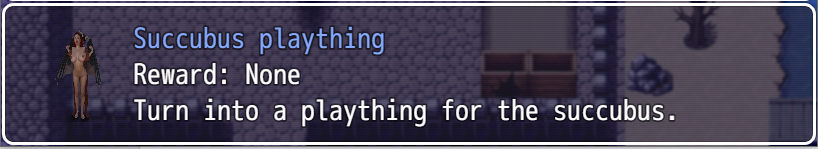 Succubus plaything
Reward: None
Turn into a plaything for the succubus.